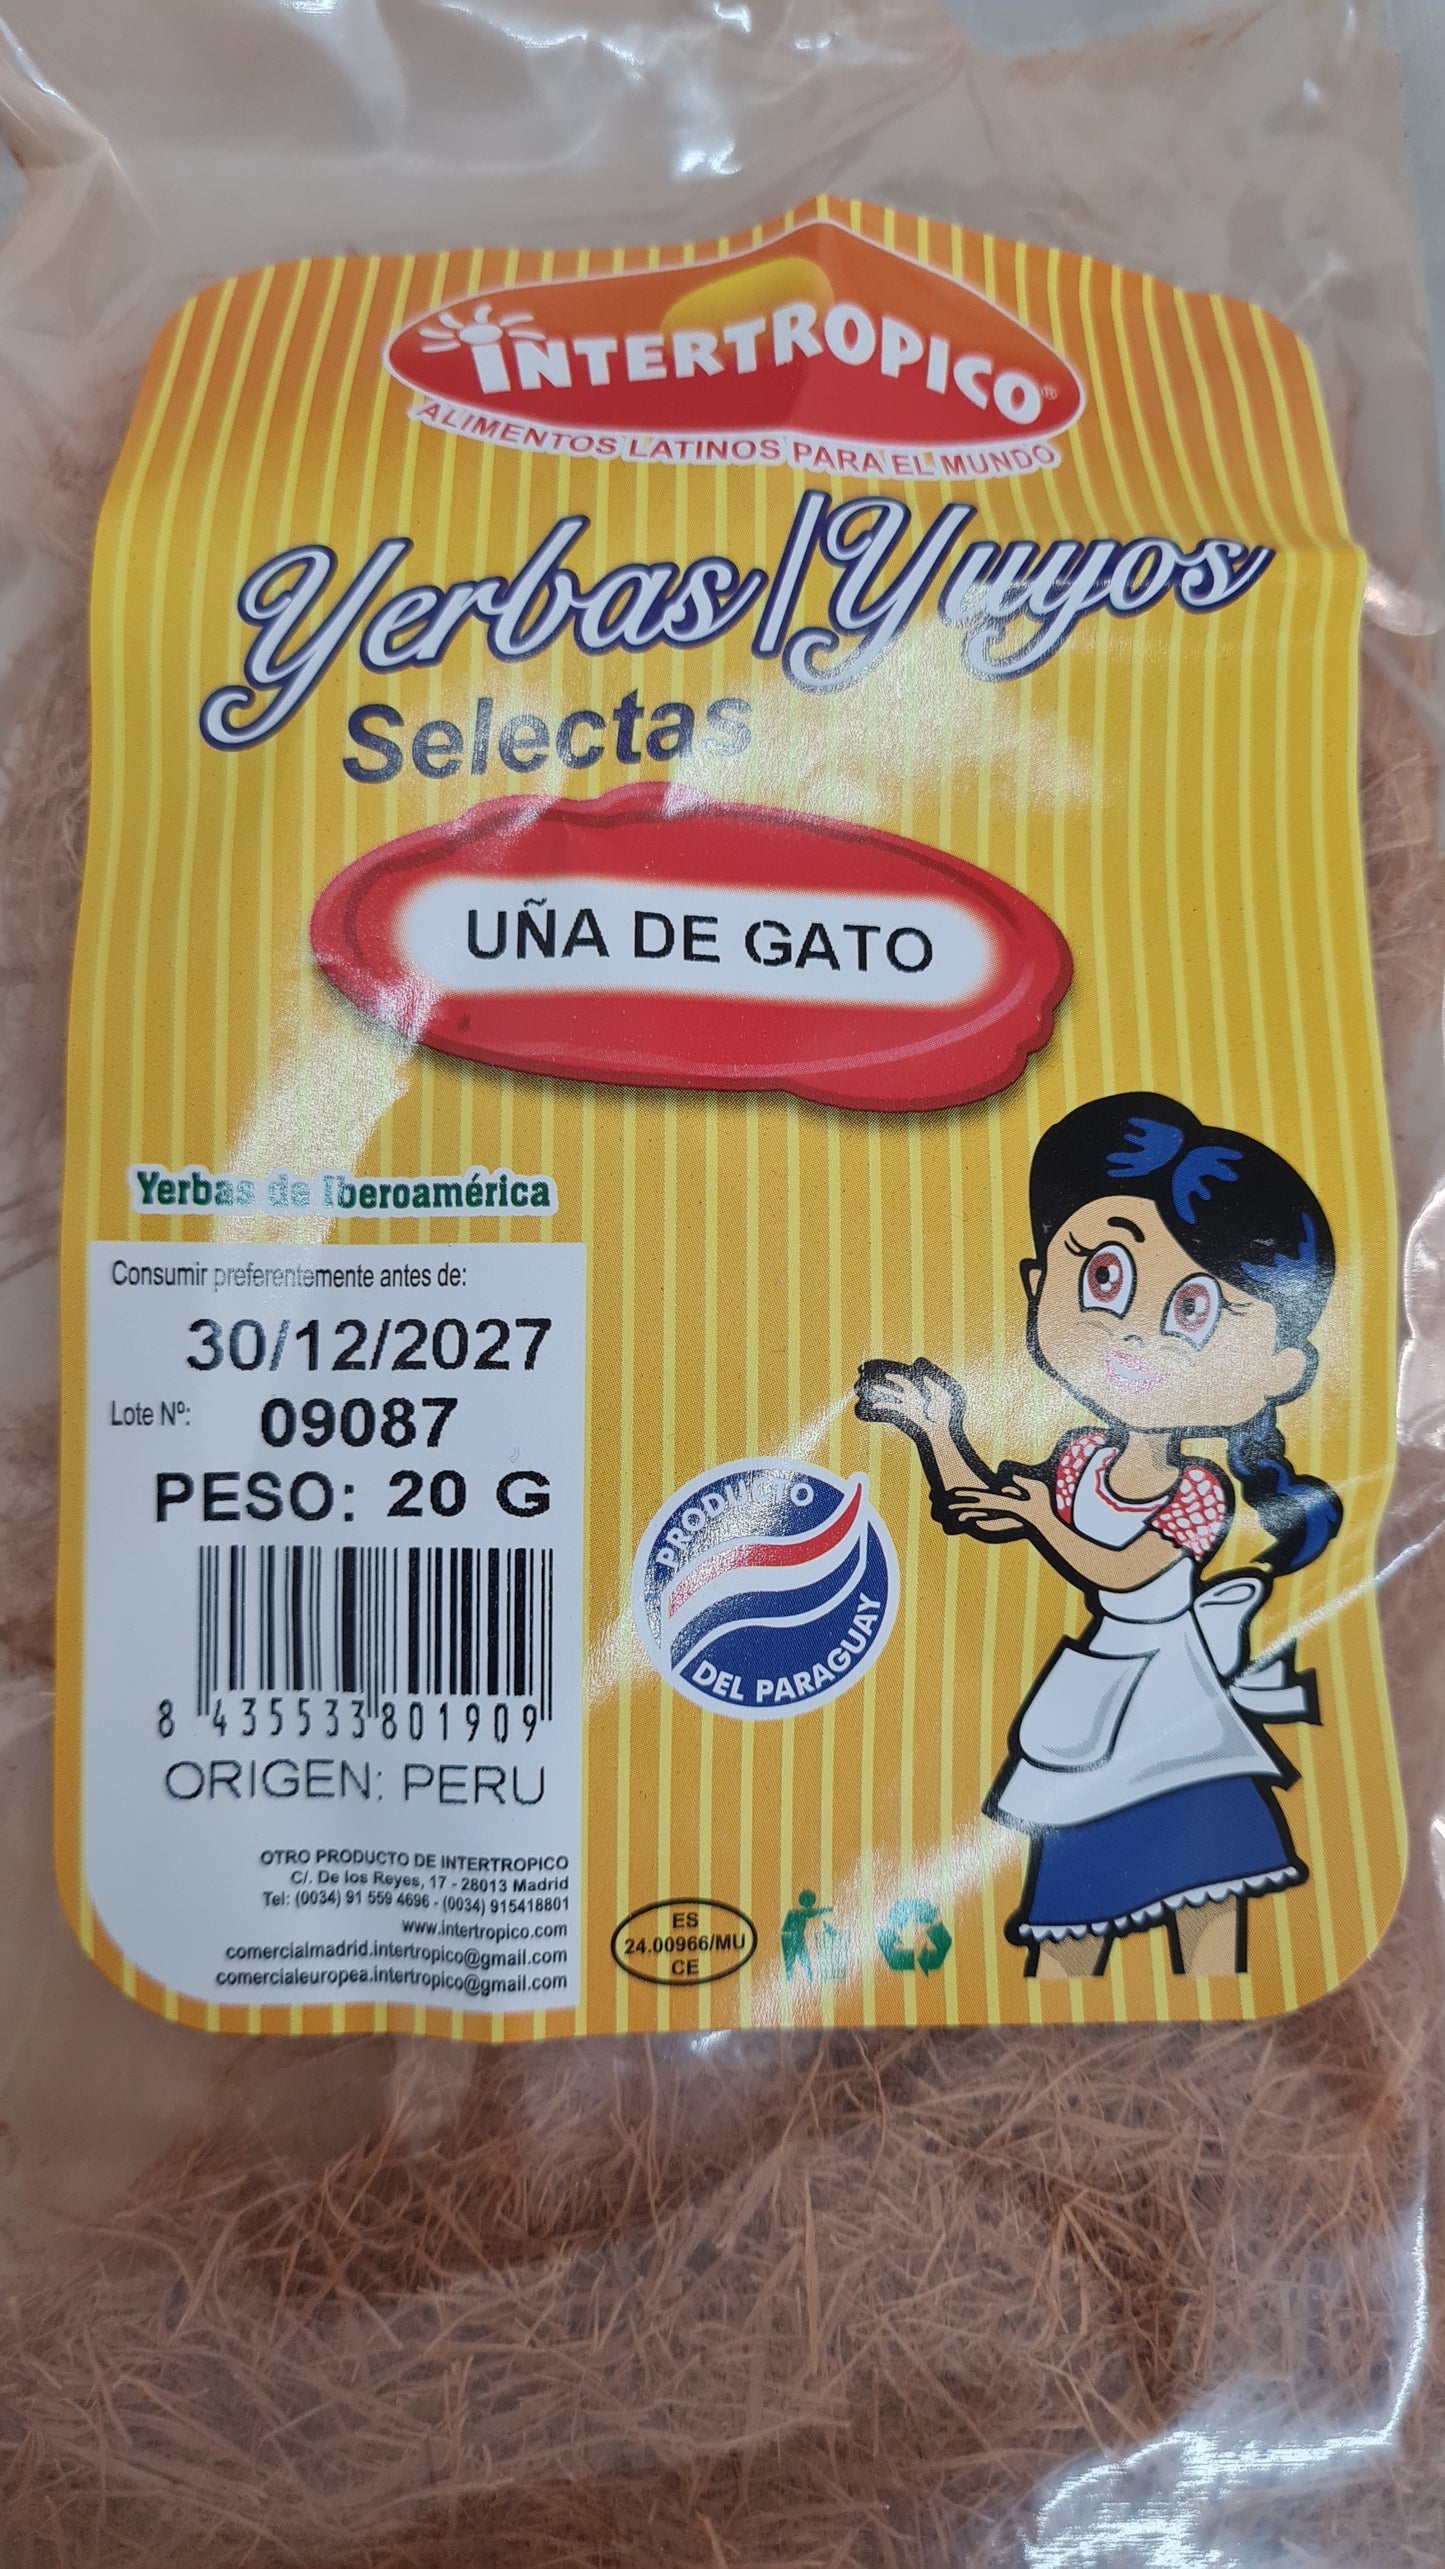 INTERTROPICO®
ALIMENTOS LATINOS PARA EL MUNDO
Yerbas/Yuyos
Selectas
UÑA DE GATO
Yerbas de Iberoamérica
Consumir preferentemente antes de:
30/12/2027
Lote Nº: 09087
PESO: 20 G
8 435533 801909
ORIGEN: PERU
OTRO PRODUCTO DE INTERTROPICO
C/. De los Reyes, 17 - 28013 Madrid
Tel: (0034) 91 559 4696 - (0034) 915418801
www.intertropico.com
comercialmadrid.intertropico@gmail.com
comercialeuropea.intertropico@gmail.com
PRODUCTO
DEL PARAGUAY
ES
24.00966/MU
CE